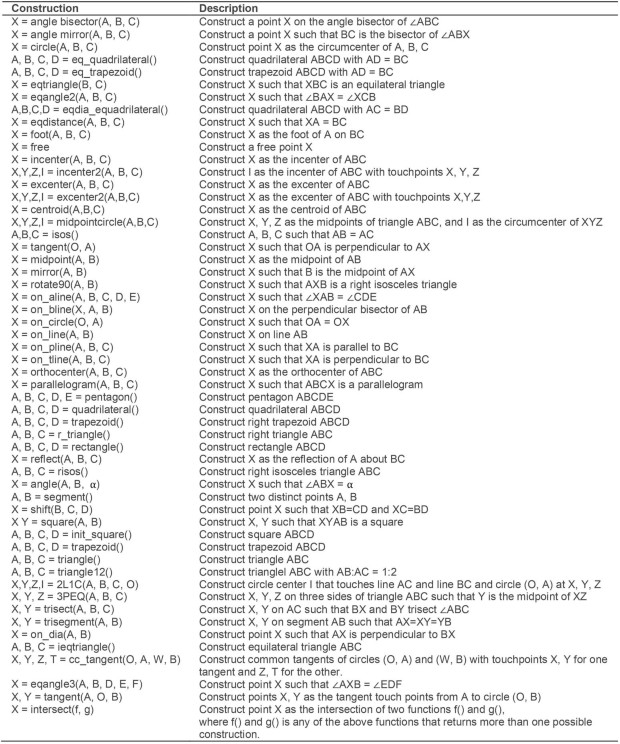 Construction Description
X = angle bisector(A, B, C) Construct a point X on the angle bisector of ∠ABC
X = angle mirror(A, B, C) Construct a point X such that BC is the bisector of ∠ABX
X = circle(A, B, C) Construct point X as the circumcenter of A, B, C
A, B, C, D = eq_quadrilateral() Construct quadrilateral ABCD with AD = BC
A, B, C, D = eq_trapezoid() Construct trapezoid ABCD with AD = BC
X = eqtriangle(B, C) Construct X such that XBC is an equilateral triangle
X = eqangle2(A, B, C) Construct X such that ∠BAX = ∠XCB
A,B,C,D = eqdia_equadrilateral() Construct quadrilateral ABCD with AC = BD
X = eqdistance(A, B, C) Construct X such that XA = BC
X = foot(A, B, C) Construct X as the foot of A on BC
X = free Construct a free point X
X = incenter(A, B, C) Construct X as the incenter of ABC
X,Y,Z,I = incenter2(A, B, C) Construct I as the incenter of ABC with touchpoints X, Y, Z
X = excenter(A, B, C) Construct X as the excenter of ABC
X,Y,Z,I = excenter2(A,B,C) Construct X as the excenter of ABC with touchpoints X,Y,Z
X = centroid(A,B,C) Construct X as the centroid of ABC
X,Y,Z,I = midpointcircle(A,B,C) Construct X, Y, Z as the midpoints of triangle ABC, and I as the circumcenter of XYZ
A,B,C = isos() Construct A, B, C such that AB = AC
X = tangent(O, A) Construct X such that OA is perpendicular to AX
X = midpoint(A, B) Construct X as the midpoint of AB
X = mirror(A, B) Construct X such that B is the midpoint of AX
X = rotate90(A, B) Construct X such that AXB is a right isosceles triangle
X = on_aline(A, B, C, D, E) Construct X such that ∠XAB = ∠CDE
X = on_bline(X, A, B) Construct X on the perpendicular bisector of AB
X = on_circle(O, A) Construct X such that OA = OX
X = on_line(A, B) Construct X on line AB
X = on_pline(A, B, C) Construct X such that XA is parallel to BC
X = on_tline(A, B, C) Construct X such that XA is perpendicular to BC
X = orthocenter(A, B, C) Construct X as the orthocenter of ABC
X = parallelogram(A, B, C) Construct X such that ABCX is a parallelogram
A, B, C, D, E = pentagon() Construct pentagon ABCDE
A, B, C, D = quadrilateral() Construct quadrilateral ABCD
A, B, C, D = trapezoid() Construct right trapezoid ABCD
A, B, C = r_triangle() Construct right triangle ABC
A, B, C, D = rectangle() Construct rectangle ABCD
X = reflect(A, B, C) Construct X as the reflection of A about BC
A, B, C = risos() Construct right isosceles triangle ABC
X = angle(A, B, α) Construct X such that ∠ABX = α
A, B = segment() Construct two distinct points A, B
X = shift(B, C, D) Construct point X such that XB=CD and XC=BD
X Y = square(A, B) Construct X, Y such that XYAB is a square
A, B, C, D = init_square() Construct square ABCD
A, B, C, D = trapezoid() Construct trapezoid ABCD
A, B, C = triangle() Construct triangle ABC
A, B, C = triangle12() Construct trianglel ABC with AB:AC = 1:2
X,Y,Z,I = 2L1C(A, B, C, O) Construct circle center I that touches line AC and line BC and circle (O, A) at X, Y, Z
X, Y, Z = 3PEQ(A, B, C) Construct X, Y, Z on three sides of triangle ABC such that Y is the midpoint of XZ
X, Y = trisect(A, B, C) Construct X, Y on AC such that BX and BY trisect ∠ABC
X, Y = trisegment(A, B) Construct X, Y on segment AB such that AX=XY=YB
X = on_dia(A, B) Construct point X such that AX is perpendicular to BX
A, B, C = ieqtriangle() Construct equilateral triangle ABC
X, Y, Z, T = cc_tangent(O, A, W, B) Construct common tangents of circles (O, A) and (W, B) with touchpoints X, Y for one
tangent and Z, T for the other.
X = eqangle3(A, B, D, E, F) Construct point X such that ∠AXB = ∠EDF
X, Y = tangent(A, O, B) Construct points X, Y as the tangent touch points from A to circle (O, B)
X = intersect(f, g) Construct point X as the intersection of two functions f() and g(),
where f() and g() is any of the above functions that returns more than one possible
construction.